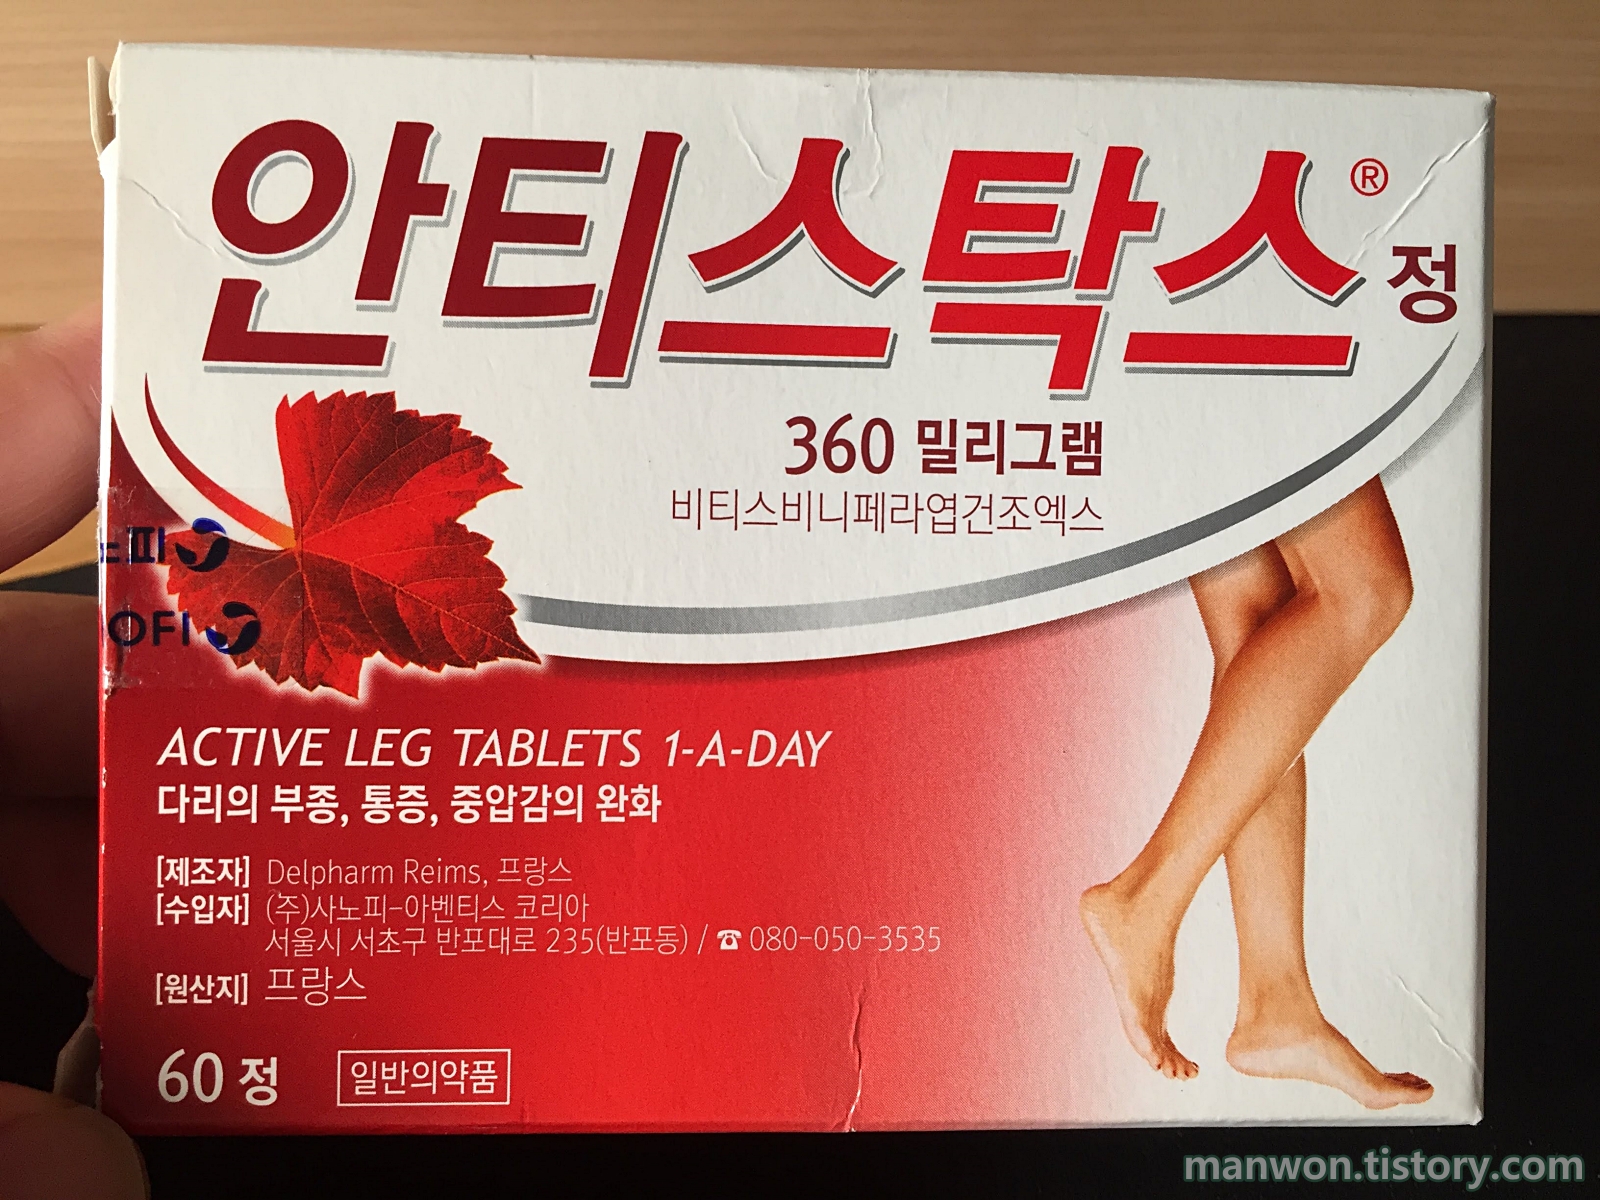 안티스탁스® 정
360 밀리그램
비티스비니페라엽건조엑스
노피
OFI
ACTIVE LEG TABLETS 1-A-DAY
다리의 부종, 통증, 중압감의 완화
[제조자] Delpharm Reims, 프랑스
[수입자] (주)사노피-아벤티스 코리아
서울시 서초구 반포대로 235(반포동) / ☎ 080-050-3535
[원산지] 프랑스
60 정 일반의약품
manwon.tistory.com